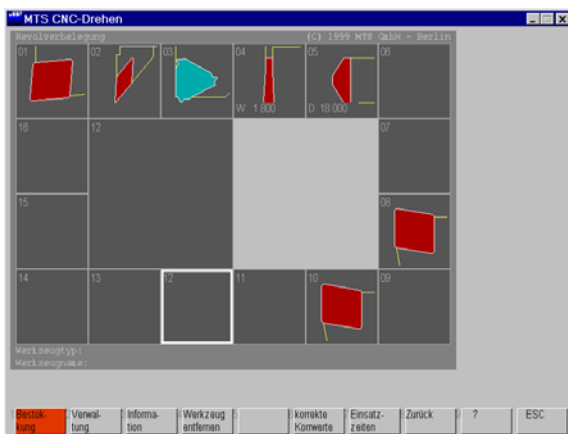 MTS CNC-Drehen
Revolverbelegung (C) 1999 MTS GmbH - Berlin
01 02 03 04 05 06
W 1 800 D 18 000
16 12 07
15 08
14 13 12 11 10 09
Werkzeugtyp:
Werkzeugname:
Bestük- Verwal- Informa- Werkzeug korrekte Einsatz- Zurück ? ESC
kung tung tion entfernen Korrwerte zeiten